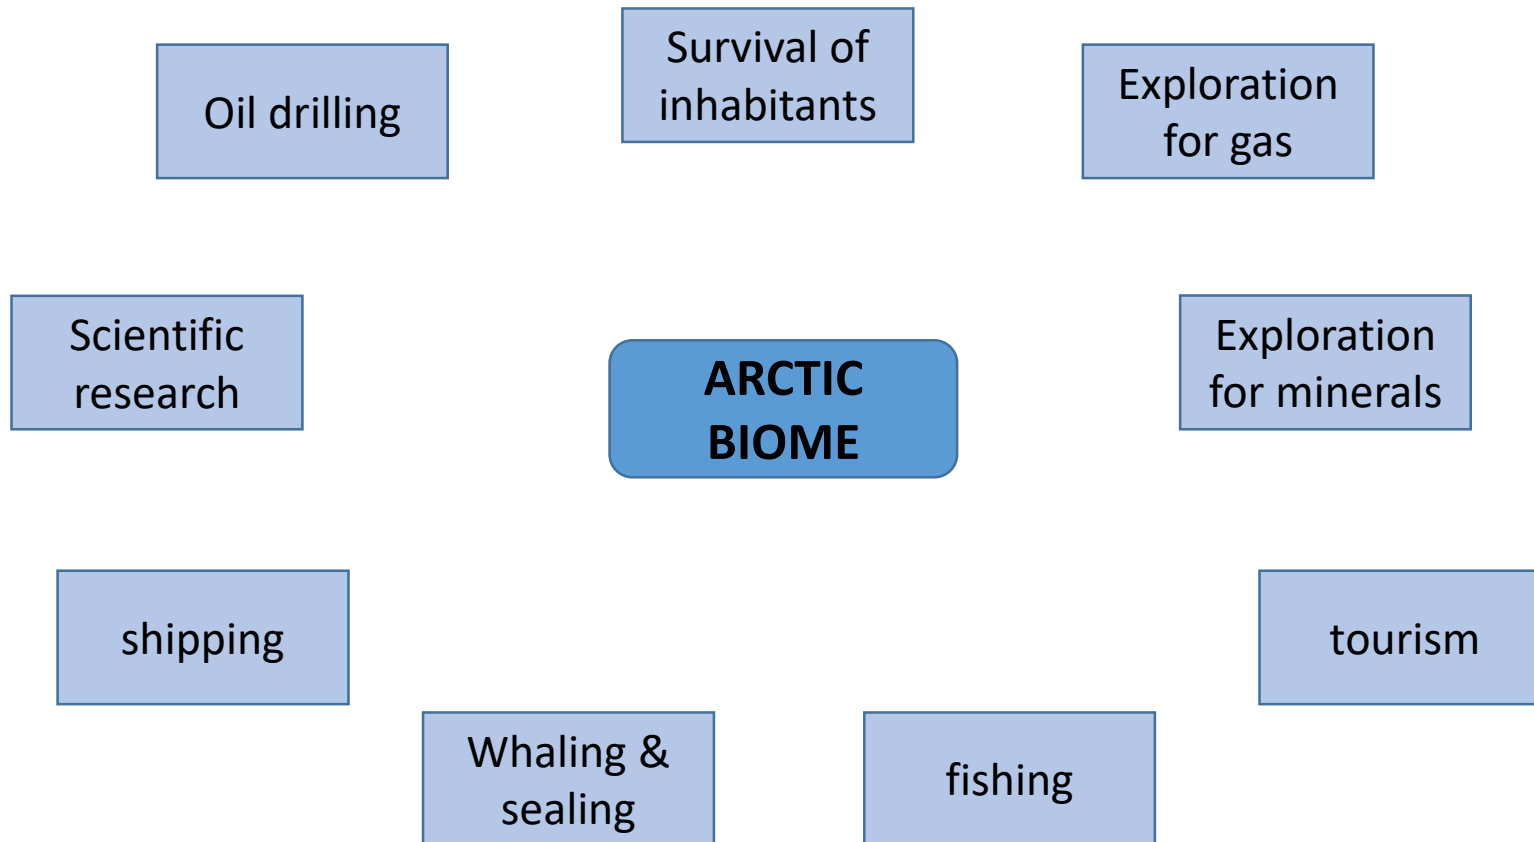 Survival of
inhabitants
Oil drilling
Exploration
for gas
Scientific
research
ARCTIC
BIOME
Exploration
for minerals
shipping
tourism
Whaling &
sealing
fishing